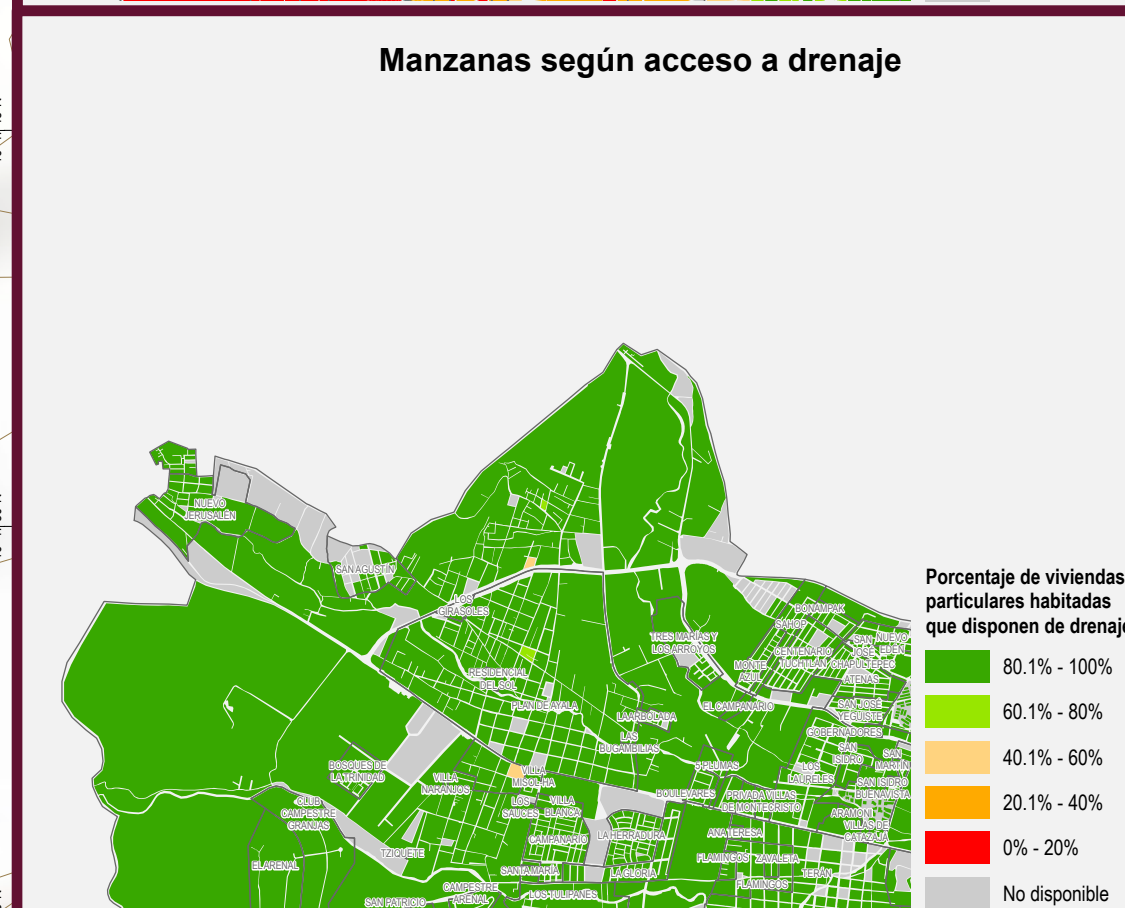 Manzanas según acceso a drenaje
NUEVO
JERUSALÉN
SAN AGUSTÍN
LOS
GIRASOLES
BONAMPAK
SAHOP
TRES MARÍAS Y
LOS ARROYOS
SAN
JOSÉ
CHAPULTEPEC
NUEVO
EDÉN
CENTENARIO
TUCHTLÁN
MONTE
AZUL
ATENAS
RESIDENCIAL
DEL SOL
PLAN DE AYALA
LA ARBOLADA
EL CAMPANARIO
SAN JOSÉ
YEGUISTE
LAS
BUGAMBILIAS
GOBERNADORES
SAN
ISIDRO
SAN
MARTÍN
BOSQUES DE
LA TRINIDAD
VILLA
NARANJOS
VILLA
MISOL-HA
5 PLUMAS
LOS
LAURELES
SAN ISIDRO
BUENAVISTA
CLUB
CAMPESTRE
GRANJAS
LOS
SAUCES
VILLA
BLANCA
BOULEVARES
PRIVADA VILLAS
DE MONTECRISTO
ARAMONI
VILLAS DE
CATAZAJÁ
CAMPANARIO
LA HERRADURA
ANA TERESA
EL ARENAL
TZIQUETE
FLAMINGOS
ZAVALETA
SANTA MARÍA
LA GLORIA
TERÁN
FLAMINGOS
CAMPESTRE
ARENAL
LOS TULIPANES
SAN PATRICIO
Porcentaje de viviendas
particulares habitadas
que disponen de drenaje
80.1% - 100%
60.1% - 80%
40.1% - 60%
20.1% - 40%
0% - 20%
No disponible